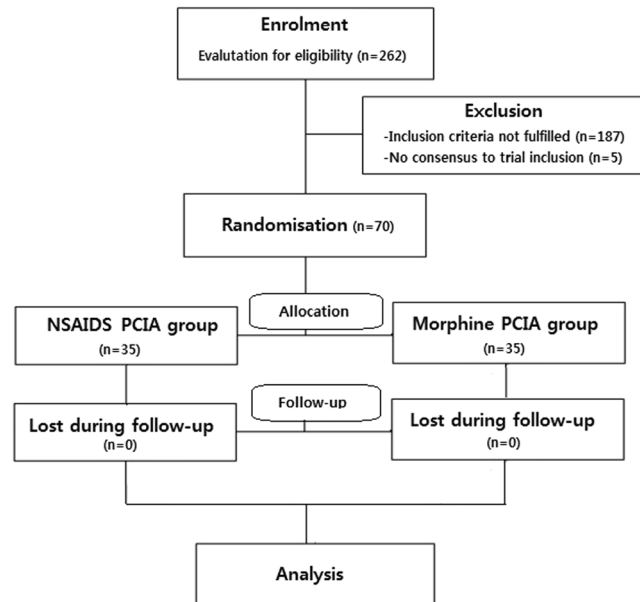 Enrolment
Evalutation for eligibility (n=262)
Exclusion
-Inclusion criteria not fulfilled (n=187)
-No consensus to trial inclusion (n=5)
Randomisation (n=70)
Allocation
NSAIDS PCIA group
(n=35)
Morphine PCIA group
(n=35)
Follow-up
Lost during follow-up
(n=0)
Lost during follow-up
(n=0)
Analysis